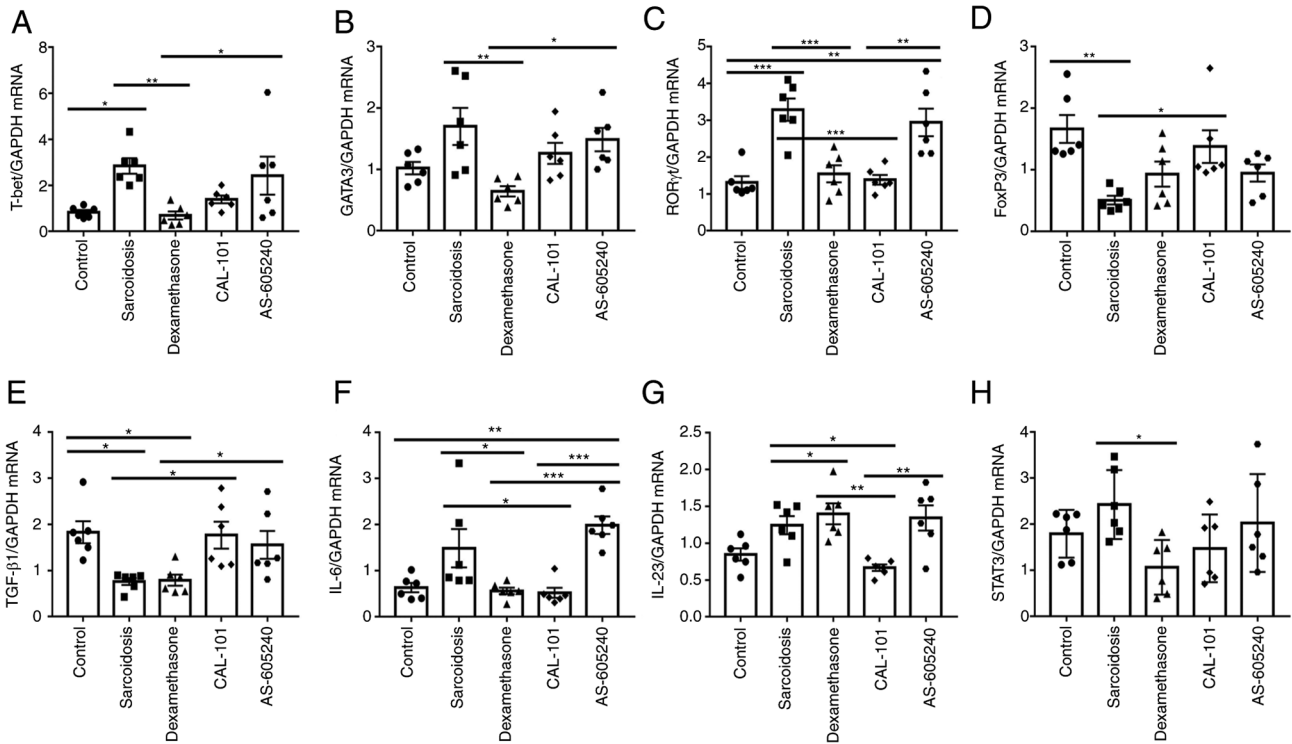 A
T-bet/GAPDH mRNA
8
6
4
2
0
*
**
*
Control
Sarcoidosis
Dexamethasone
CAL-101
AS-605240
B
GATA3/GAPDH mRNA
3
2
1
0
*
**
Control
Sarcoidosis
Dexamethasone
CAL-101
AS-605240
C
RORγt/GAPDH mRNA
5
4
3
2
1
0
*** **
**
***
***
Control
Sarcoidosis
Dexamethasone
CAL-101
AS-605240
D
FoxP3/GAPDH mRNA
3
2
1
0
**
*
Control
Sarcoidosis
Dexamethasone
CAL-101
AS-605240
E
TGF-β1/GAPDH mRNA
4
3
2
1
0
*
*
*
*
Control
Sarcoidosis
Dexamethasone
CAL-101
AS-605240
F
IL-6/GAPDH mRNA
4
3
2
1
0
**
*
***
***
*
Control
Sarcoidosis
Dexamethasone
CAL-101
AS-605240
G
IL-23/GAPDH mRNA
2.5
2.0
1.5
1.0
0.5
0.0
*
*
**
**
Control
Sarcoidosis
Dexamethasone
CAL-101
AS-605240
H
STAT3/GAPDH mRNA
4
3
2
1
0
*
Control
Sarcoidosis
Dexamethasone
CAL-101
AS-605240